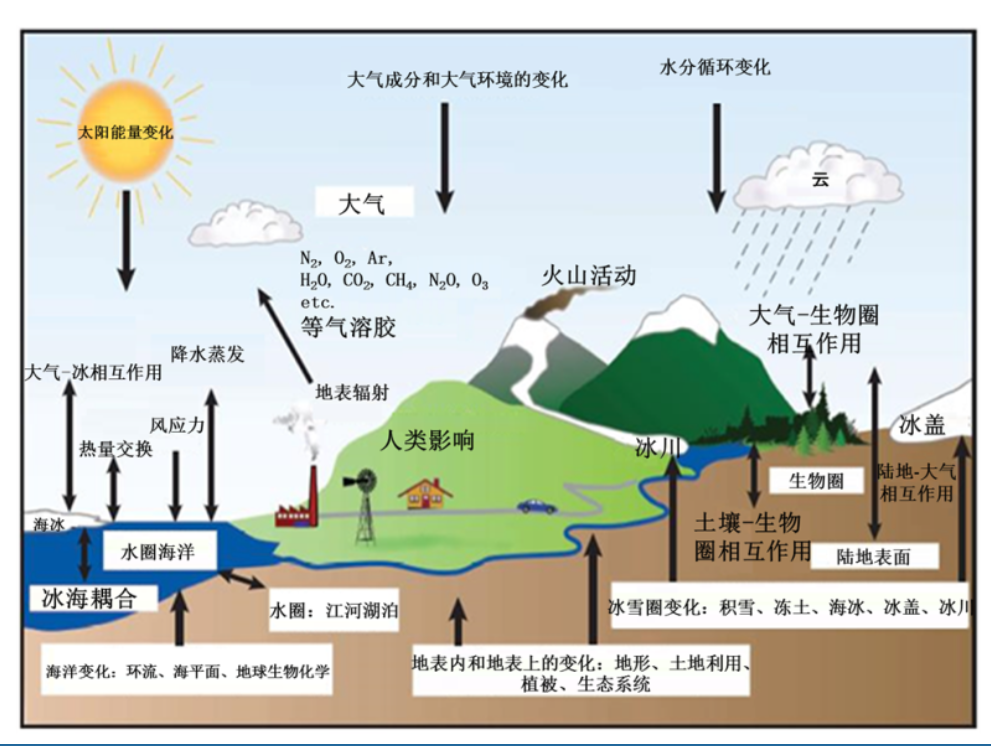 水分循环变化
大气成分和大气环境的变化
太阳能量变化
云
大气
N₂, O₂, Ar,
H₂O, CO₂, CH₄, N₂O, O₃
etc.
等气溶胶
火山活动
大气-生物圈
相互作用
降水蒸发
大气-冰相互作用
地表辐射
风应力
人类影响
冰盖
热量交换
冰川
陆地-大气
相互作用
生物圈
海冰
土壤-生物
圈相互作用
水圈海洋
陆地表面
冰海耦合
水圈：江河湖泊
冰雪圈变化：积雪、冻土、海冰、冰盖、冰川
海洋变化：环流、海平面、地球生物化学
地表内和地表上的变化：地形、土地利用、
植被、生态系统